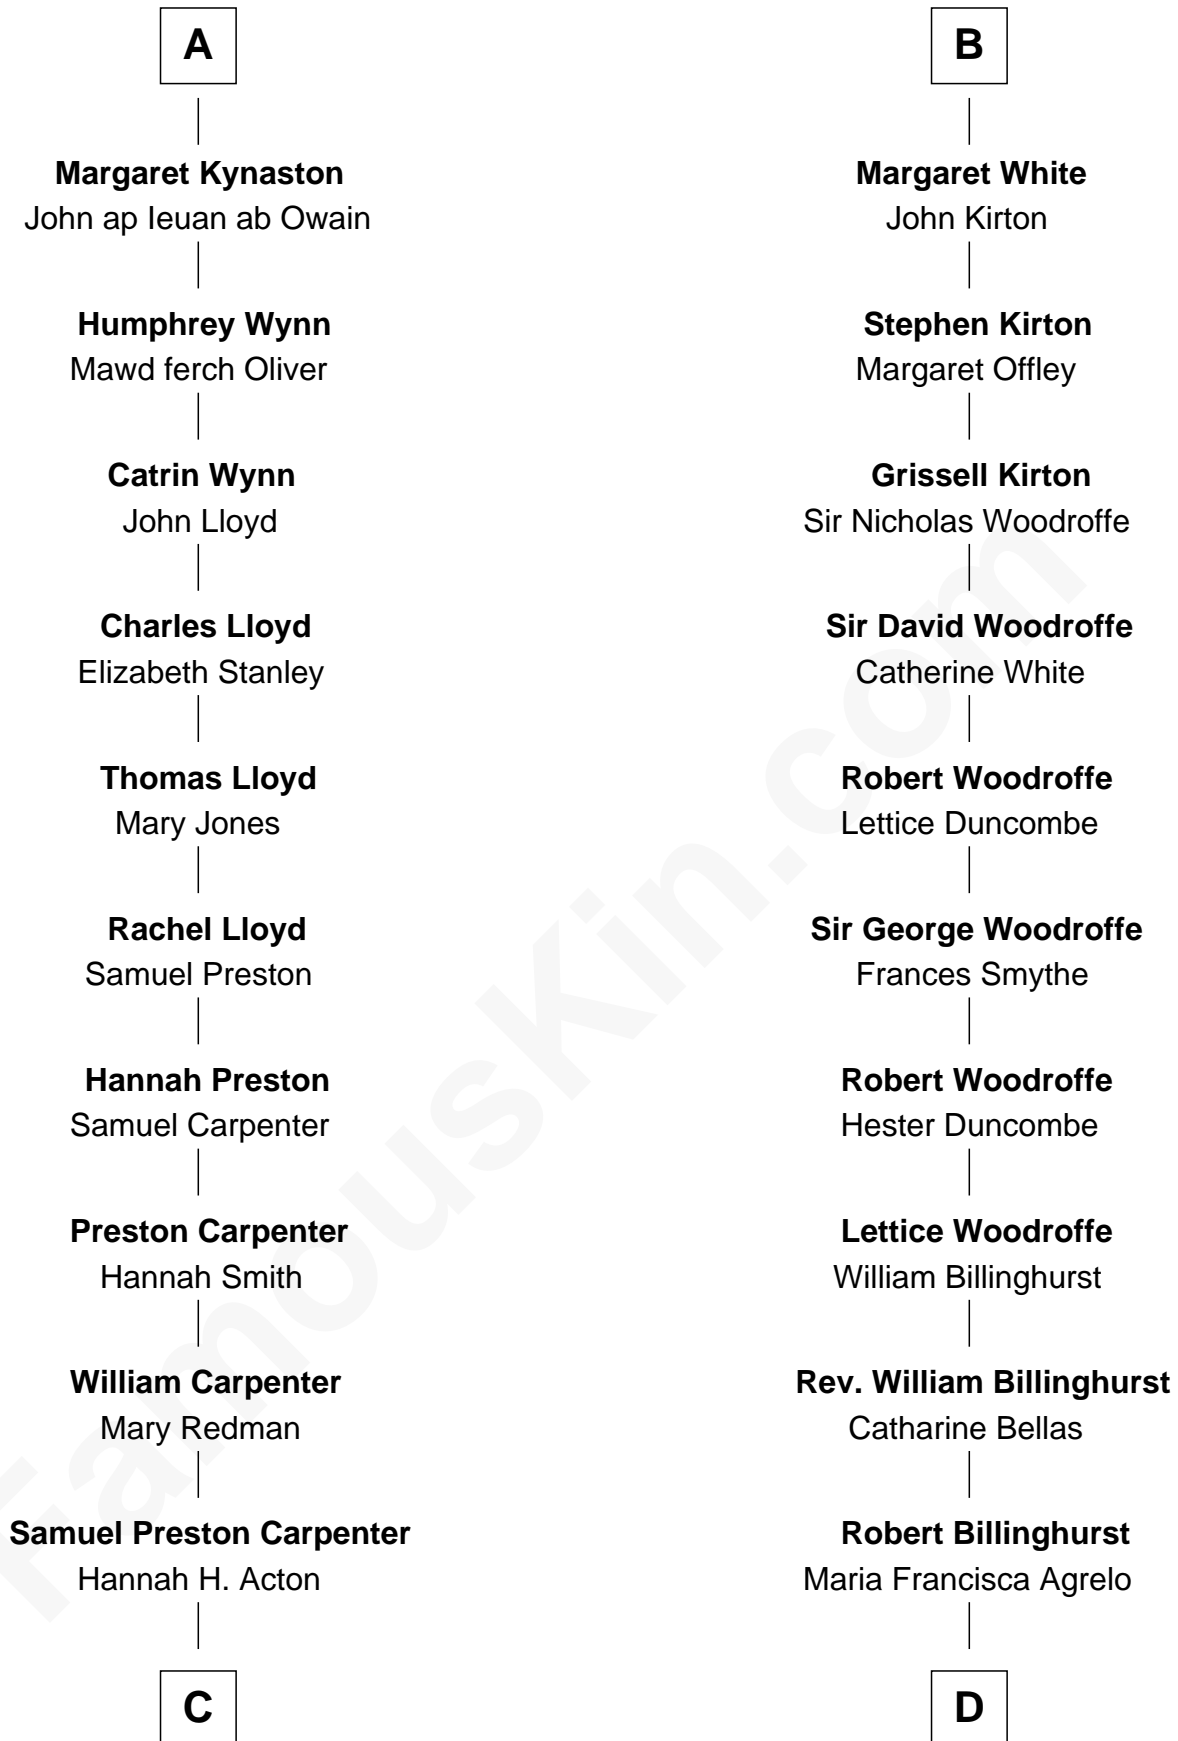 A
Margaret Kynaston
John ap Ieuan ab Owain
Humphrey Wynn
Mawd ferch Oliver
Catrin Wynn
John Lloyd
Charles Lloyd
Elizabeth Stanley
Thomas Lloyd
Mary Jones
Rachel Lloyd
Samuel Preston
Hannah Preston
Samuel Carpenter
Preston Carpenter
Hannah Smith
William Carpenter
Mary Redman
Samuel Preston Carpenter
Hannah H. Acton
C
B
Margaret White
John Kirton
Stephen Kirton
Margaret Offley
Grissell Kirton
Sir Nicholas Woodroffe
Sir David Woodroffe
Catherine White
Robert Woodroffe
Lettice Duncombe
Sir George Woodroffe
Frances Smythe
Robert Woodroffe
Hester Duncombe
Lettice Woodroffe
William Billinghurst
Rev. William Billinghurst
Catharine Bellas
Robert Billinghurst
Maria Francisca Agrelo
D
FamousKin.com